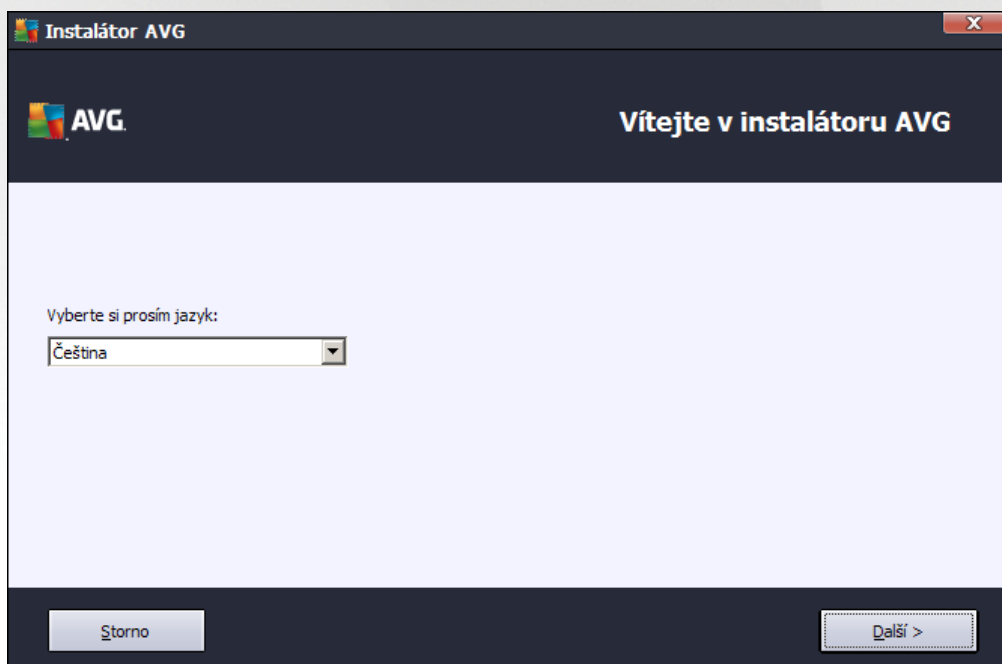 Instalátor AVG
AVG.
Vítejte v instalátoru AVG
Vyberte si prosím jazyk:
Čeština
Storno
Další >